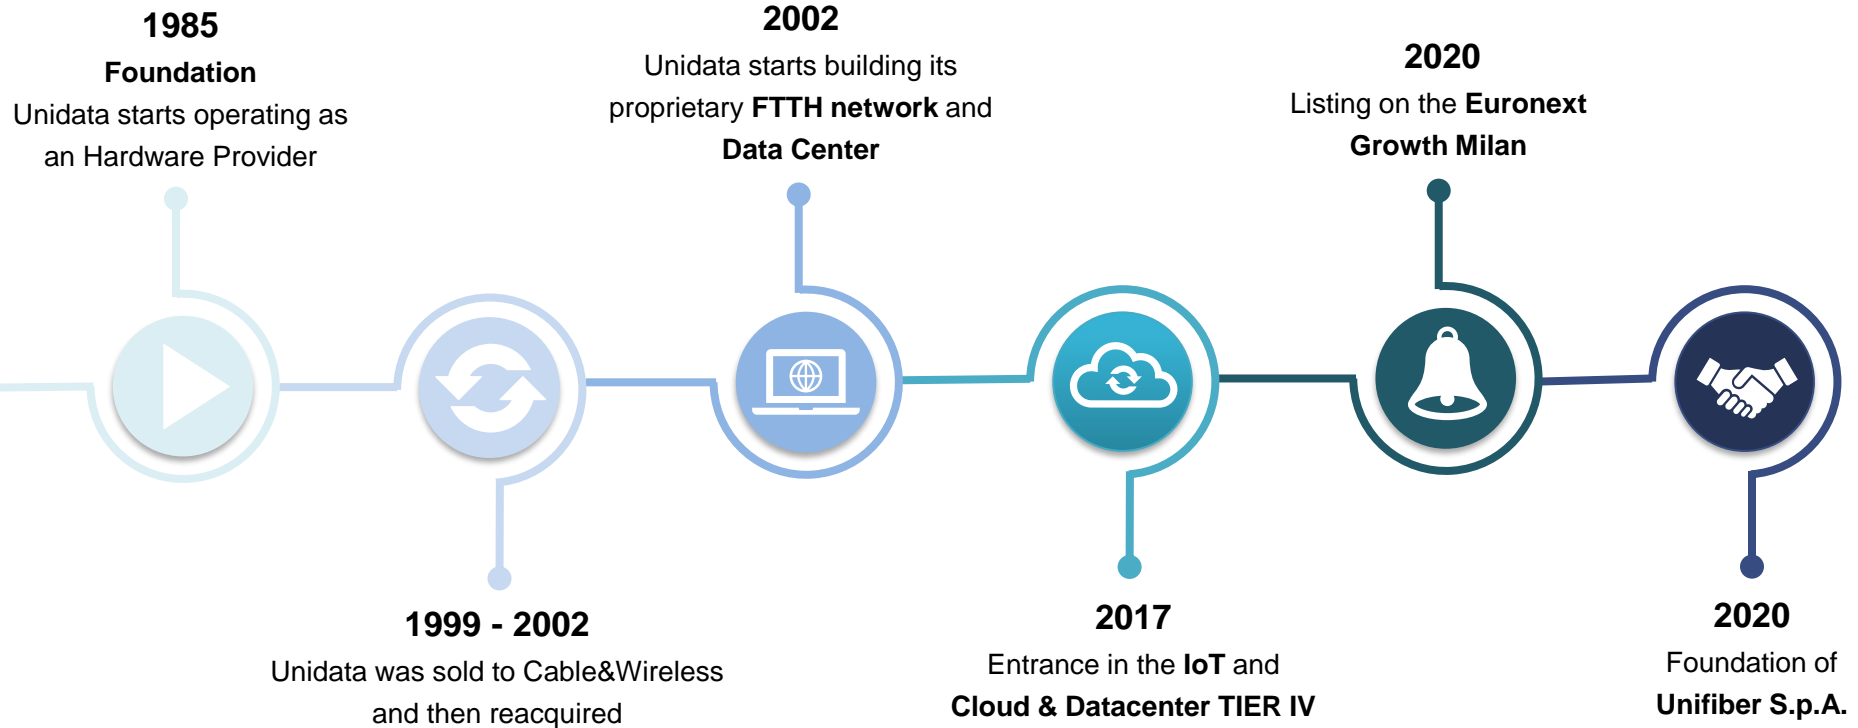 1985
Foundation
Unidata starts operating as
an Hardware Provider
1999 - 2002
Unidata was sold to Cable&Wireless
and then reacquired
2002
Unidata starts building its
proprietary FTTH network and
Data Center
2017
Entrance in the IoT and
Cloud & Datacenter TIER IV
2020
Listing on the Euronext
Growth Milan
2020
Foundation of
Unifiber S.p.A.